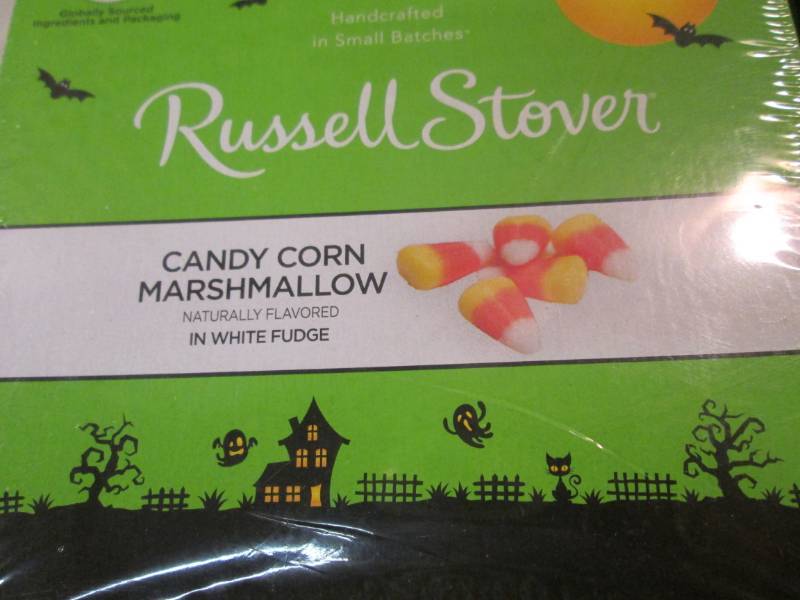 Globally Sourced
Ingredients and Packaging
Handcrafted
in Small Batches*
Russell Stover
CANDY CORN
MARSHMALLOW
NATURALLY FLAVORED
IN WHITE FUDGE